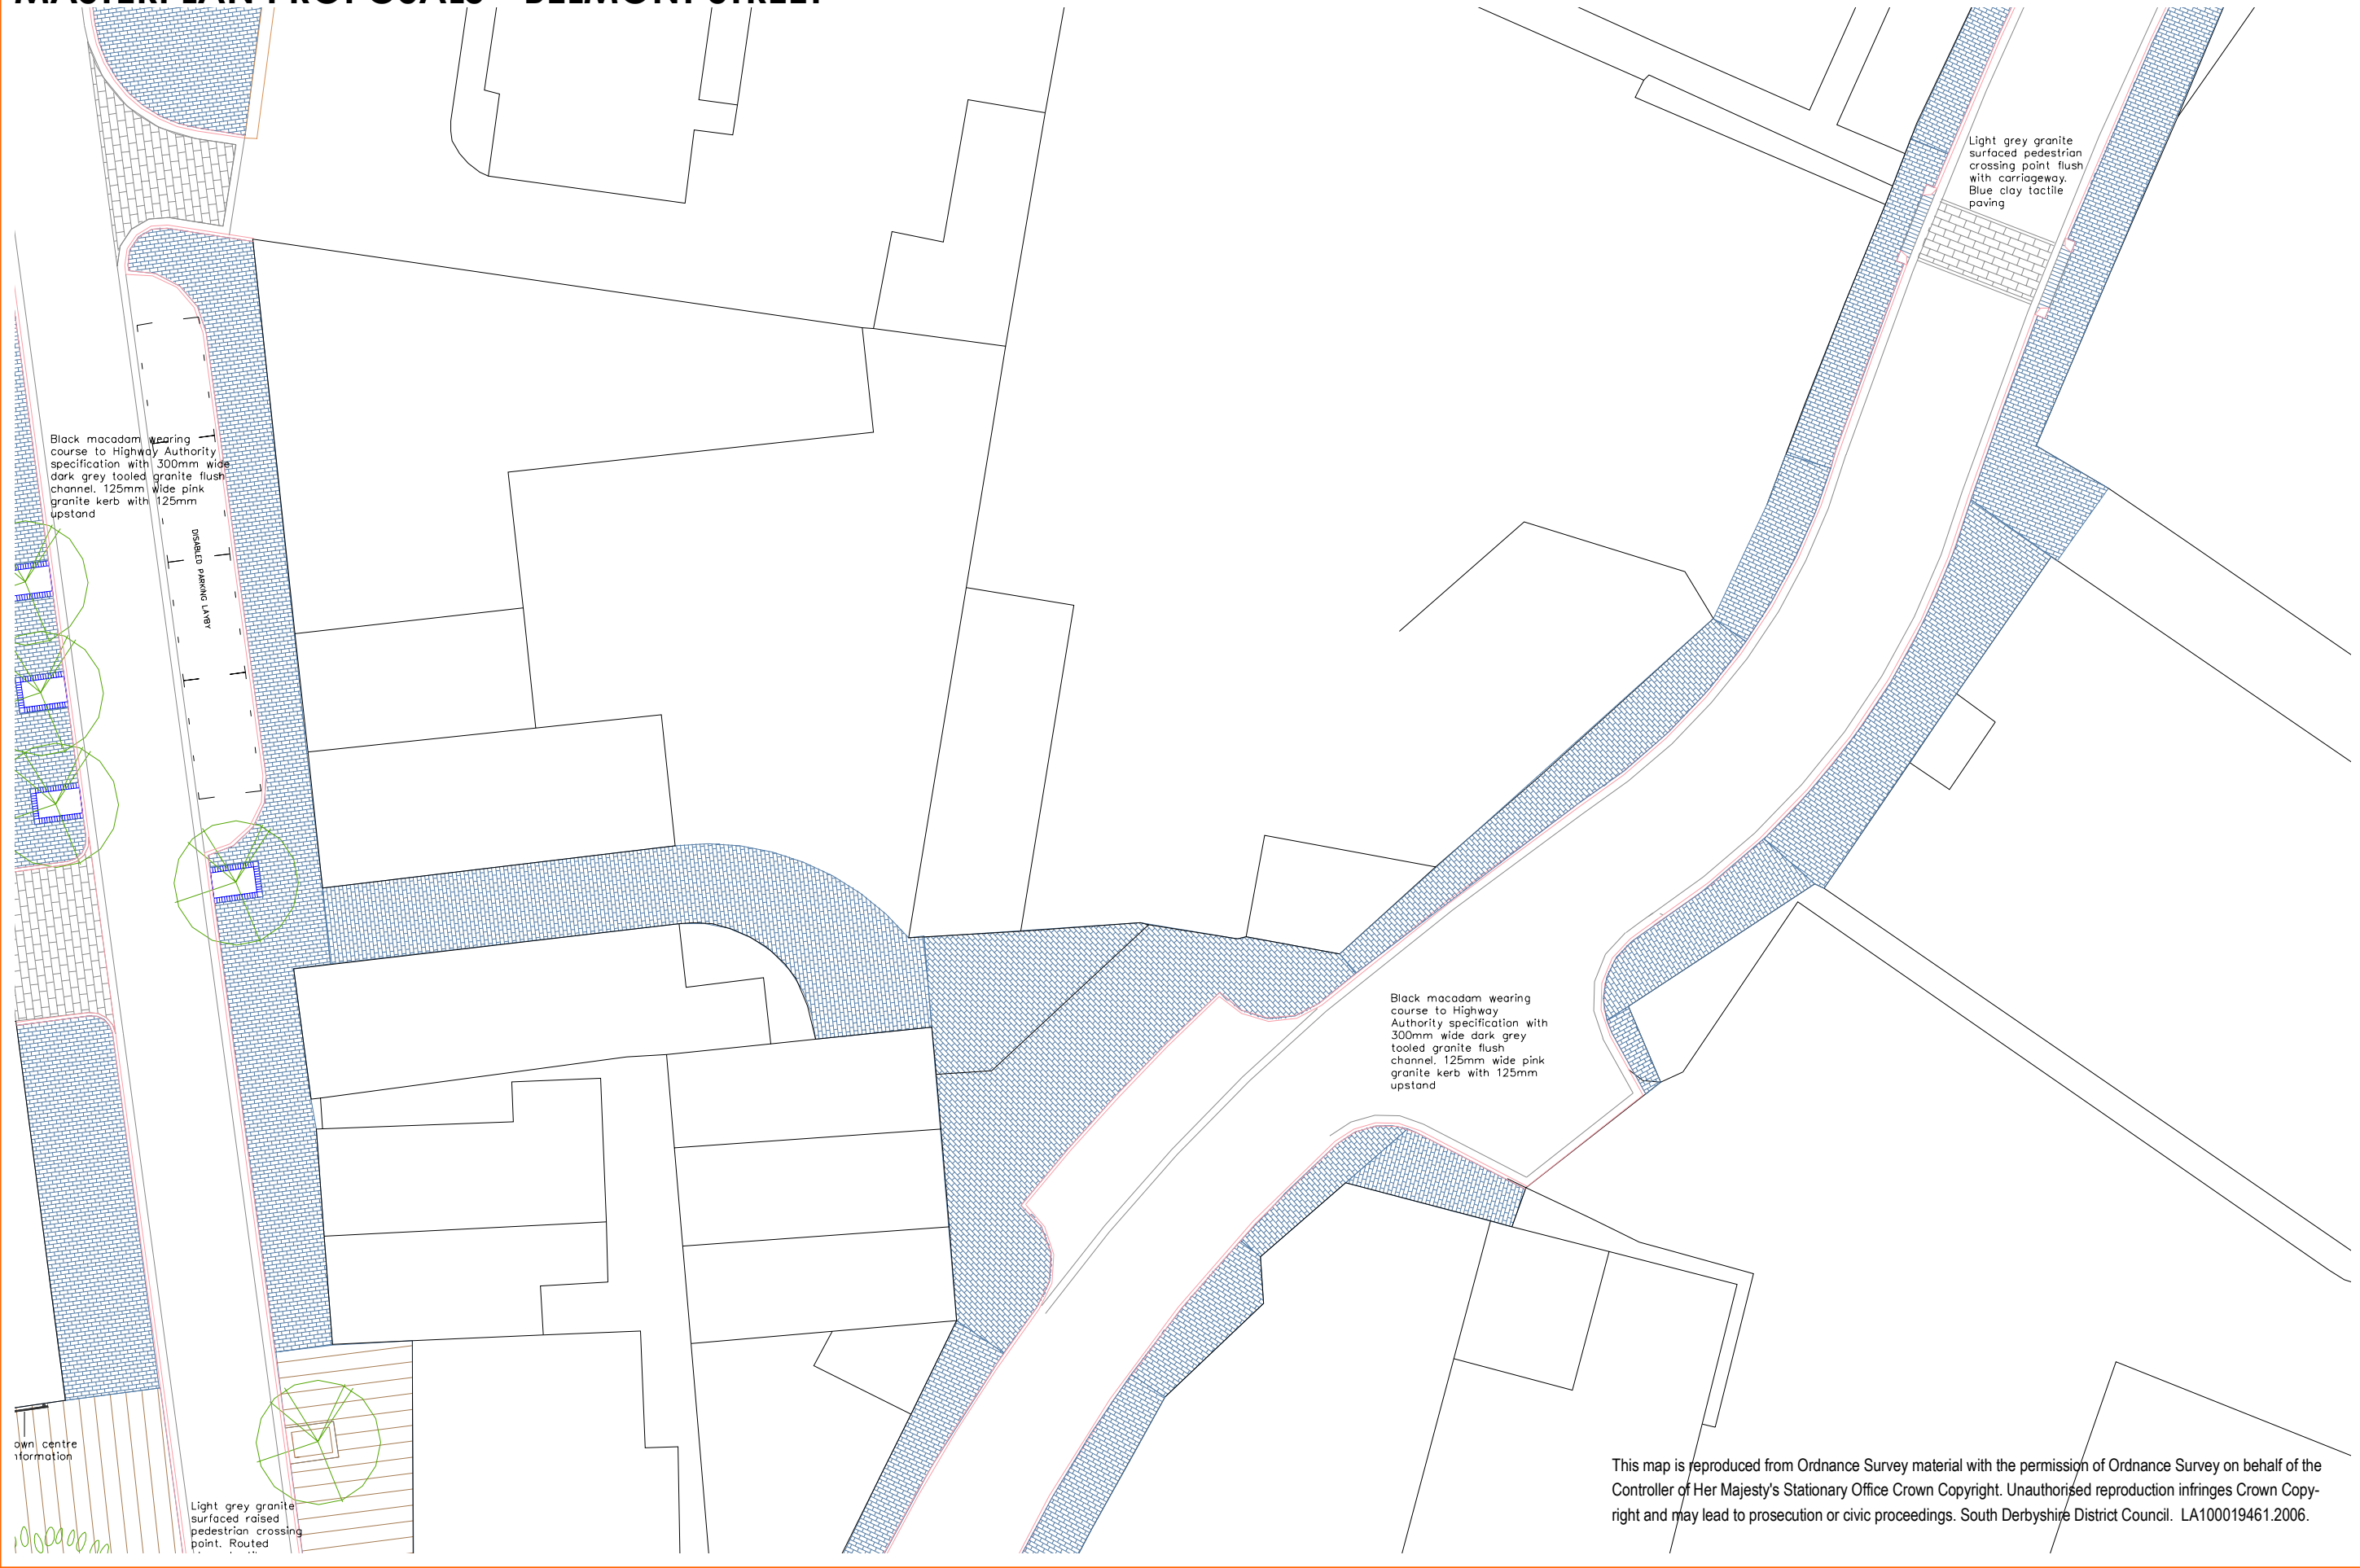 MASTERPLAN PROPOSALS - BELMONT STREET
Light grey granite
surfaced pedestrian
crossing point flush
with carriageway.
Blue clay tactile
paving
Black macadam wearing
course to Highway Authority
specification with 300mm wide
dark grey tooled granite flush
channel. 125mm wide pink
granite kerb with 125mm
upstand
DISABLED PARKING LAYBY
Black macadam wearing
course to Highway
Authority specification with
300mm wide dark grey
tooled granite flush
channel. 125mm wide pink
granite kerb with 125mm
upstand
own centre
nformation
Light grey granite
surfaced raised
pedestrian crossing
point. Routed
This map is reproduced from Ordnance Survey material with the permission of Ordnance Survey on behalf of the
Controller of Her Majesty's Stationary Office Crown Copyright. Unauthorised reproduction infringes Crown Copy-
right and may lead to prosecution or civic proceedings. South Derbyshire District Council. LA100019461.2006.